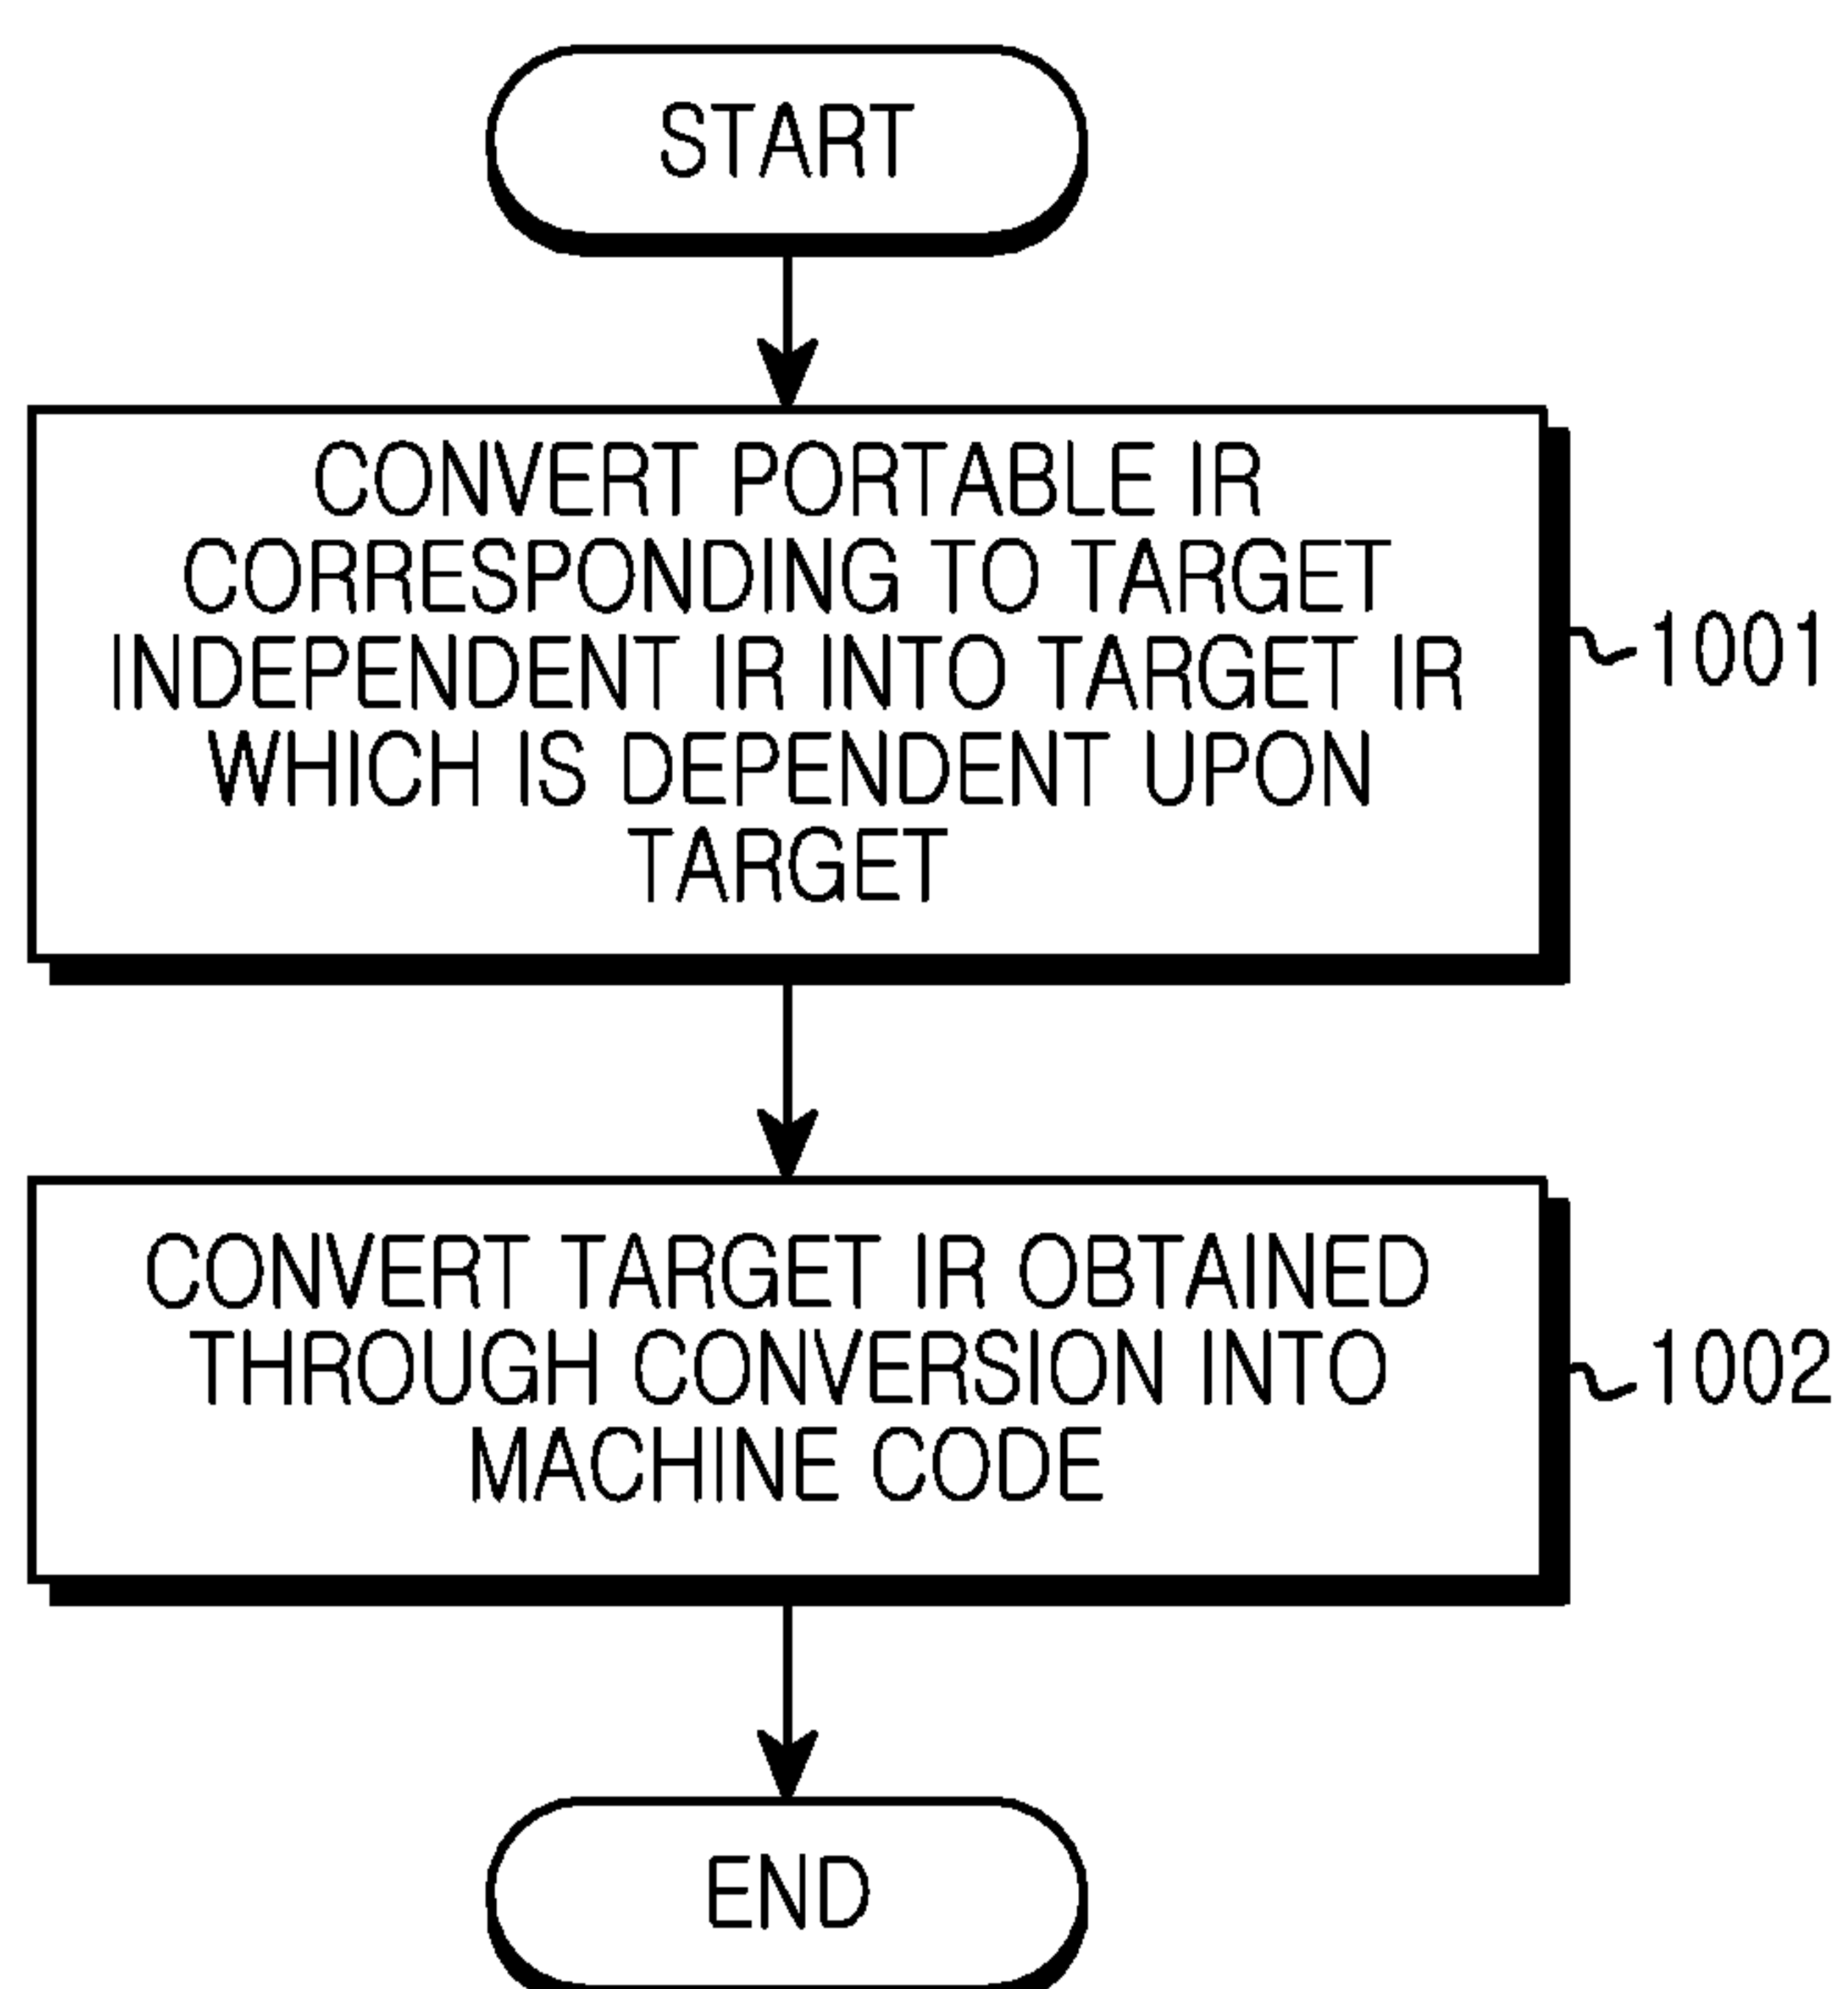 START
CONVERT PORTABLE IR
CORRESPONDING TO TARGET
INDEPENDENT IR INTO TARGET IR
WHICH IS DEPENDENT UPON
TARGET
1001
CONVERT TARGET IR OBTAINED
THROUGH CONVERSION INTO
MACHINE CODE
1002
END